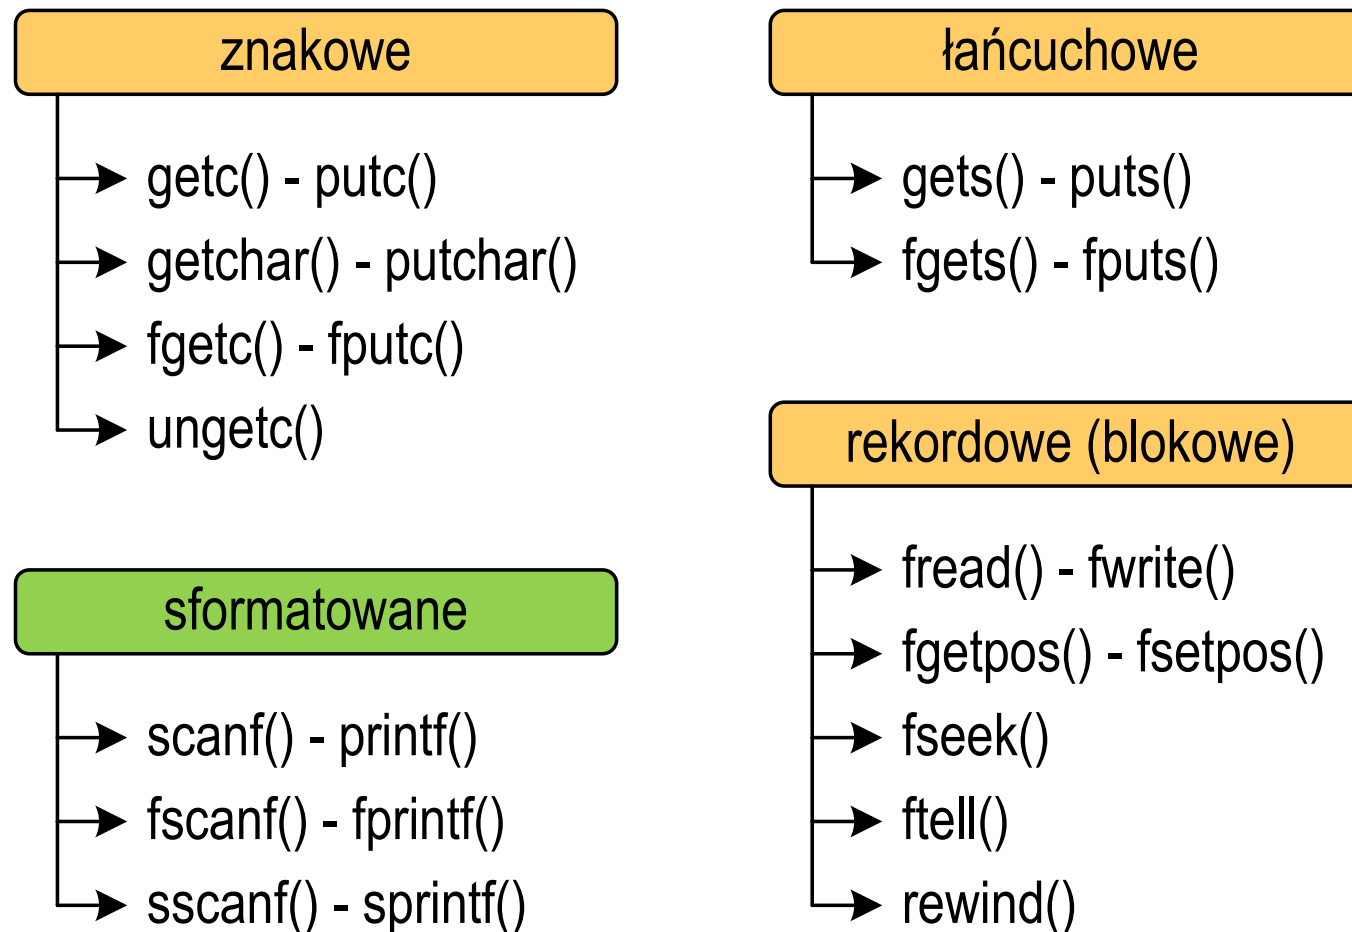 znakowe
getc() - putc()
getchar() - putchar()
fgetc() - fputc()
ungetc()
sformatowane
scanf() - printf()
fscanf() - fprintf()
sscanf() - sprintf()
łańcuchowe
gets() - puts()
fgets() - fputs()
rekordowe (blokowe)
fread() - fwrite()
fgetpos() - fsetpos()
fseek()
ftell()
rewind()